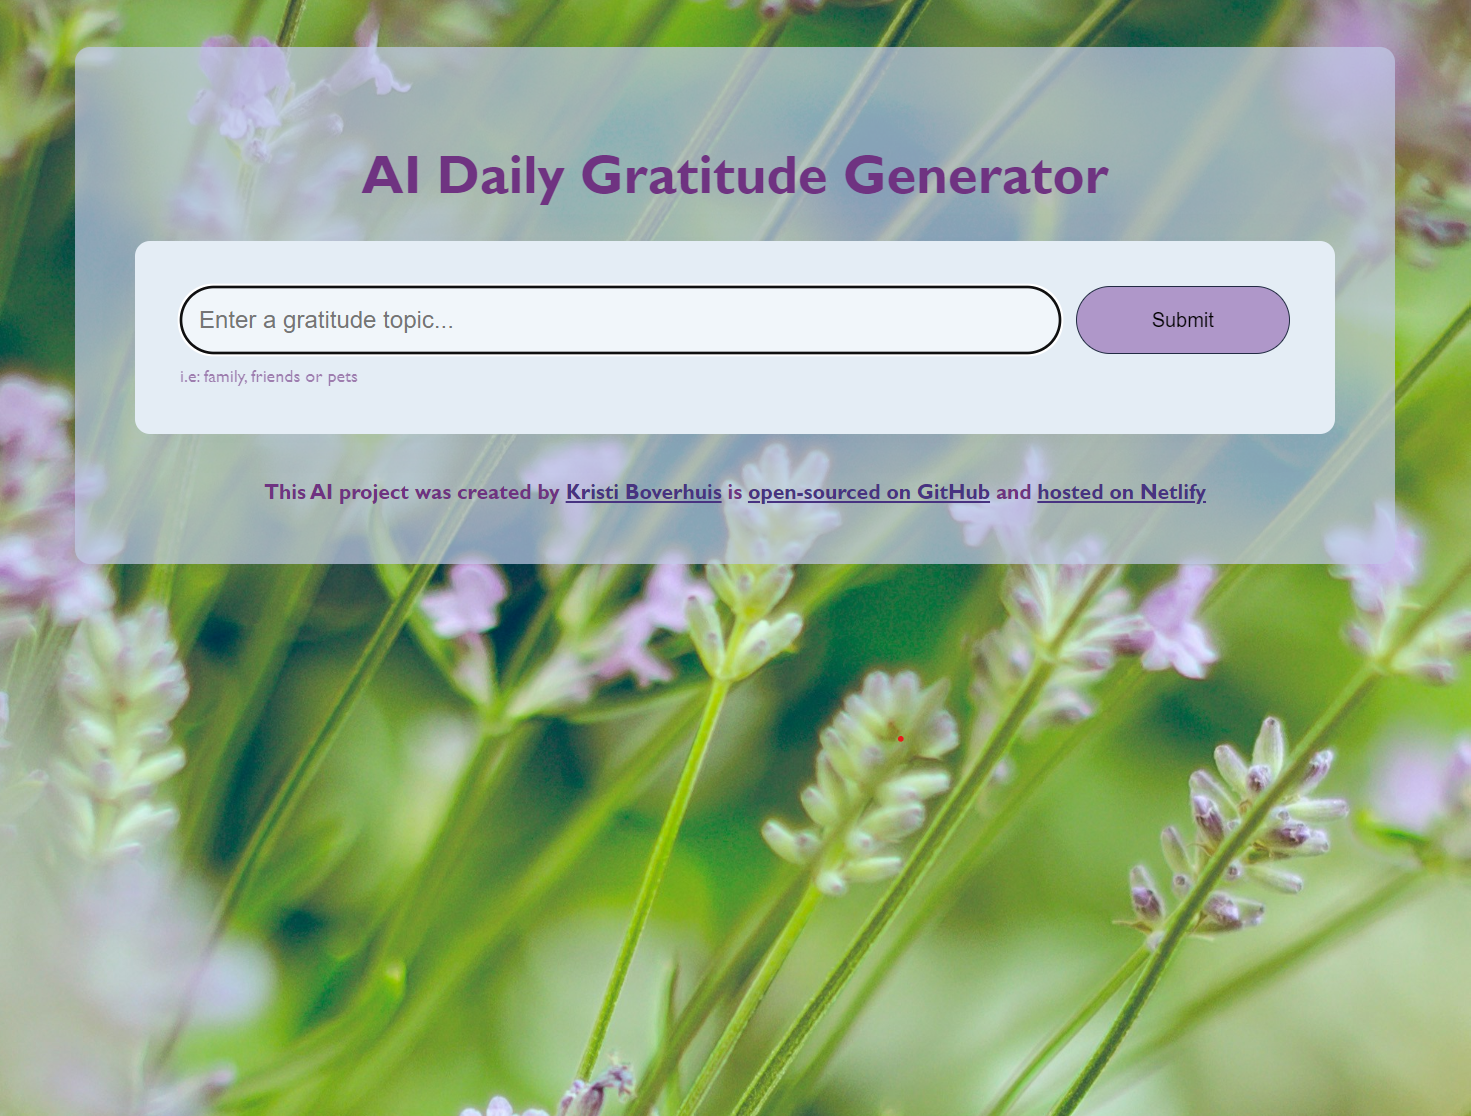 AI Daily Gratitude Generator
Enter a gratitude topic...
Submit
i.e: family, friends or pets
This AI project was created by Kristi Boverhuis is open-sourced on GitHub and hosted on Netlify